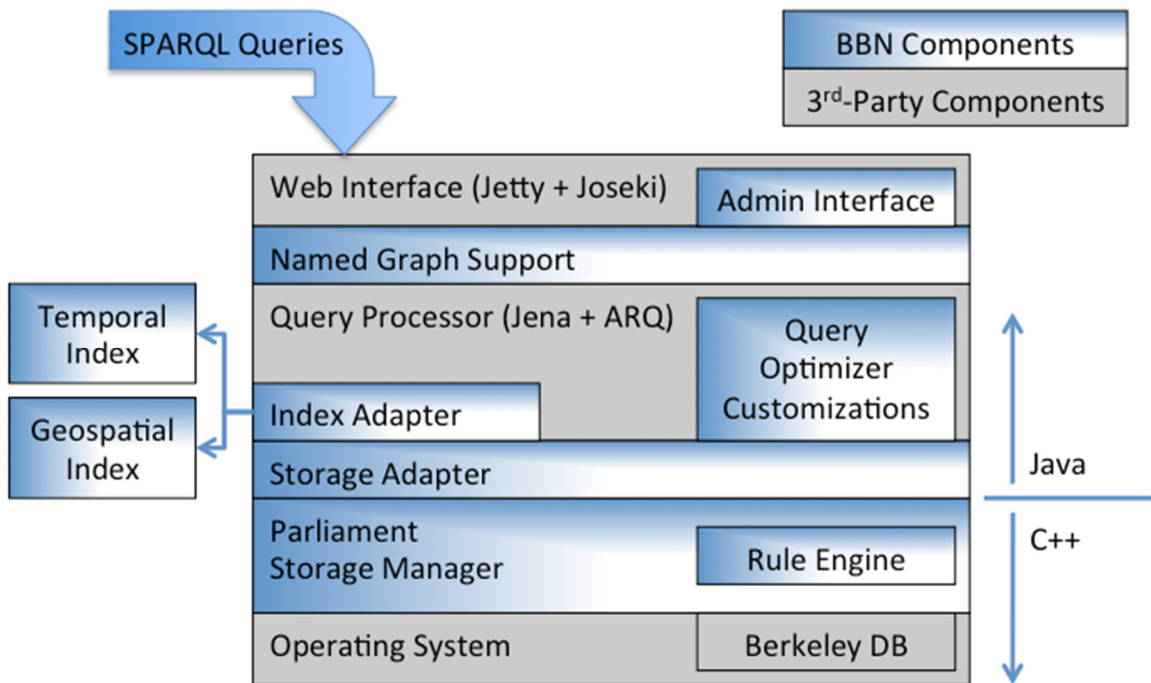 SPARQL Queries
BBN Components
3rd-Party Components
Web Interface (Jetty + Joseki)
Admin Interface
Named Graph Support
Temporal
Index
Geospatial
Index
Query Processor (Jena + ARQ)
Query
Optimizer
Customizations
Index Adapter
Storage Adapter
Java
C++
Parliament
Storage Manager
Rule Engine
Operating System
Berkeley DB